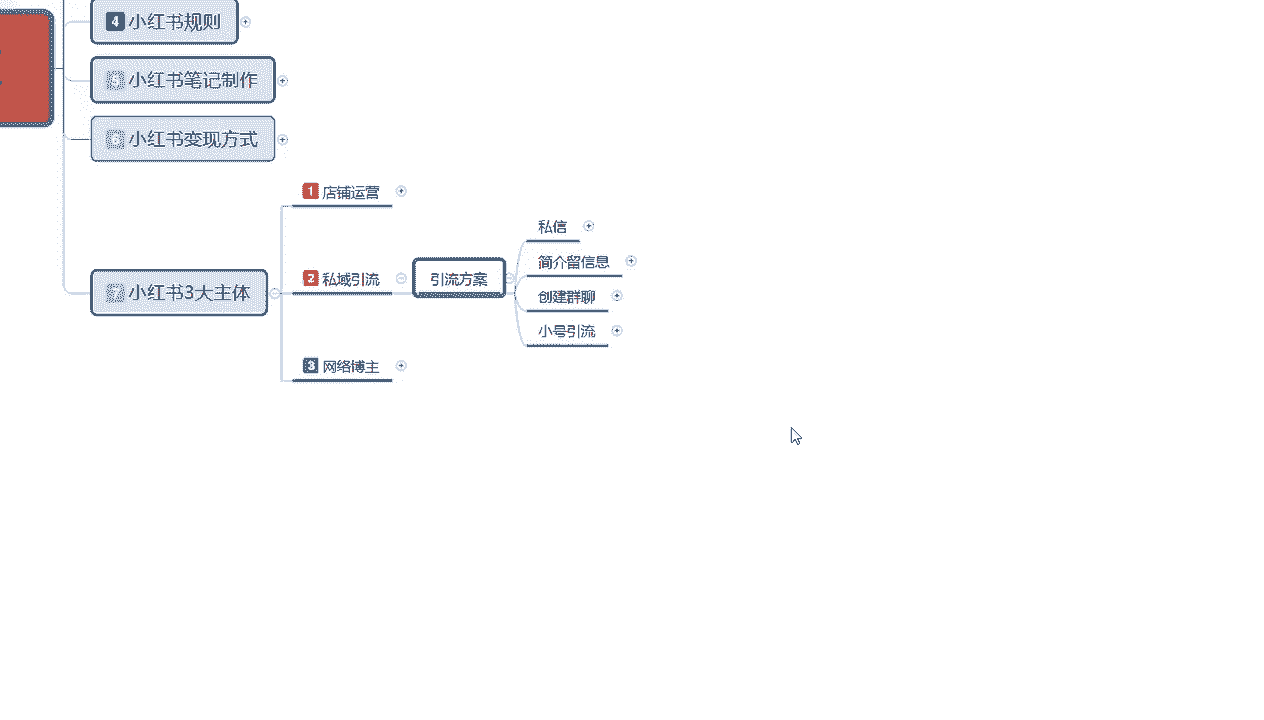 4 小红书规则
小红书笔记制作
小红书变现方式
1 店铺运营
私信
简介留信息
2 私域引流
引流方案
创建群聊
小号引流
7 小红书3大主体
3 网络博主